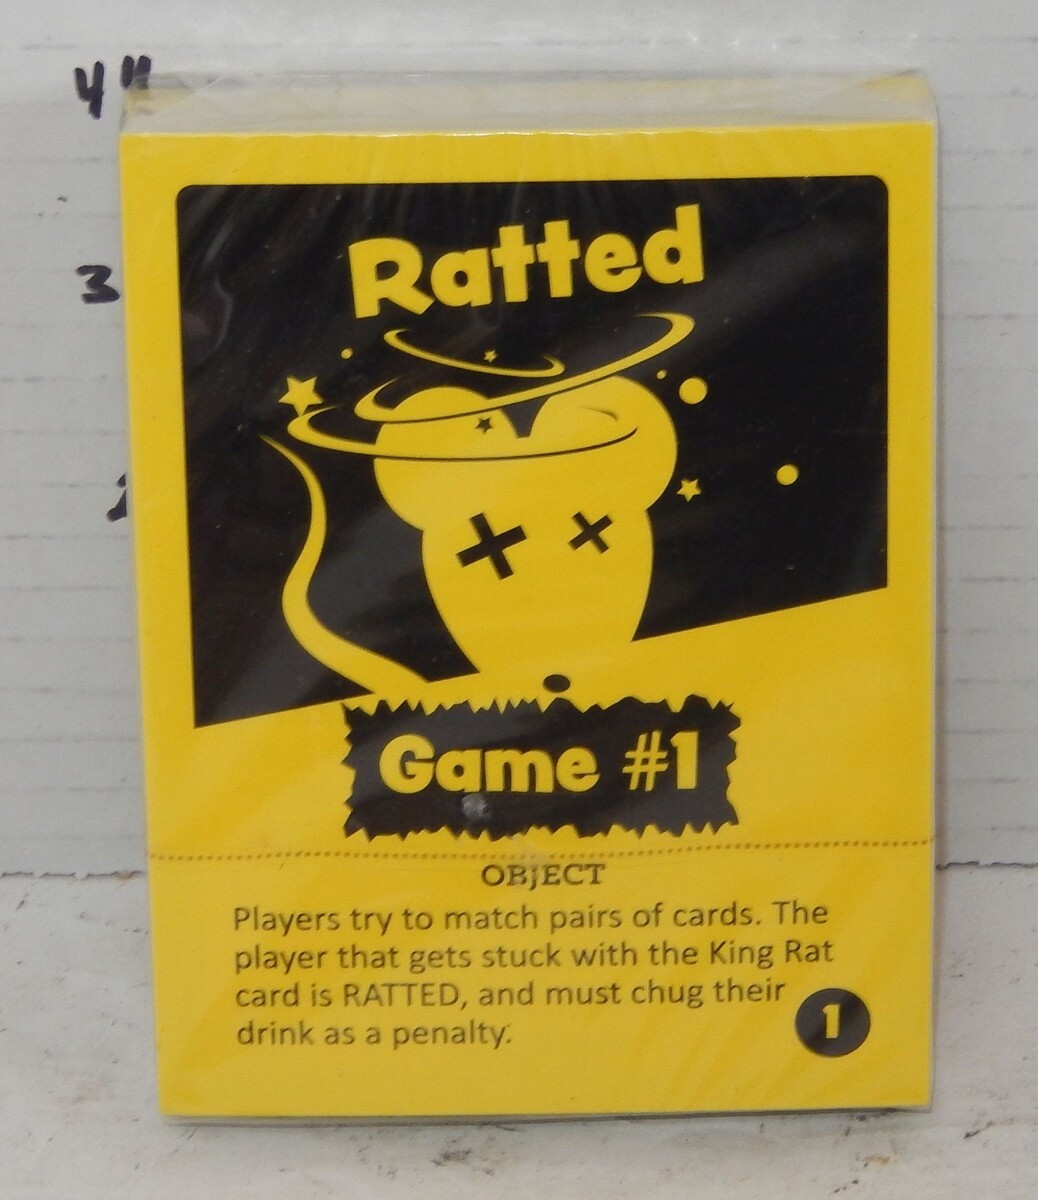 4"
3
Ratted
Game #1
OBJECT
Players try to match pairs of cards. The
player that gets stuck with the King Rat
card is RATTED, and must chug their
drink as a penalty.
1